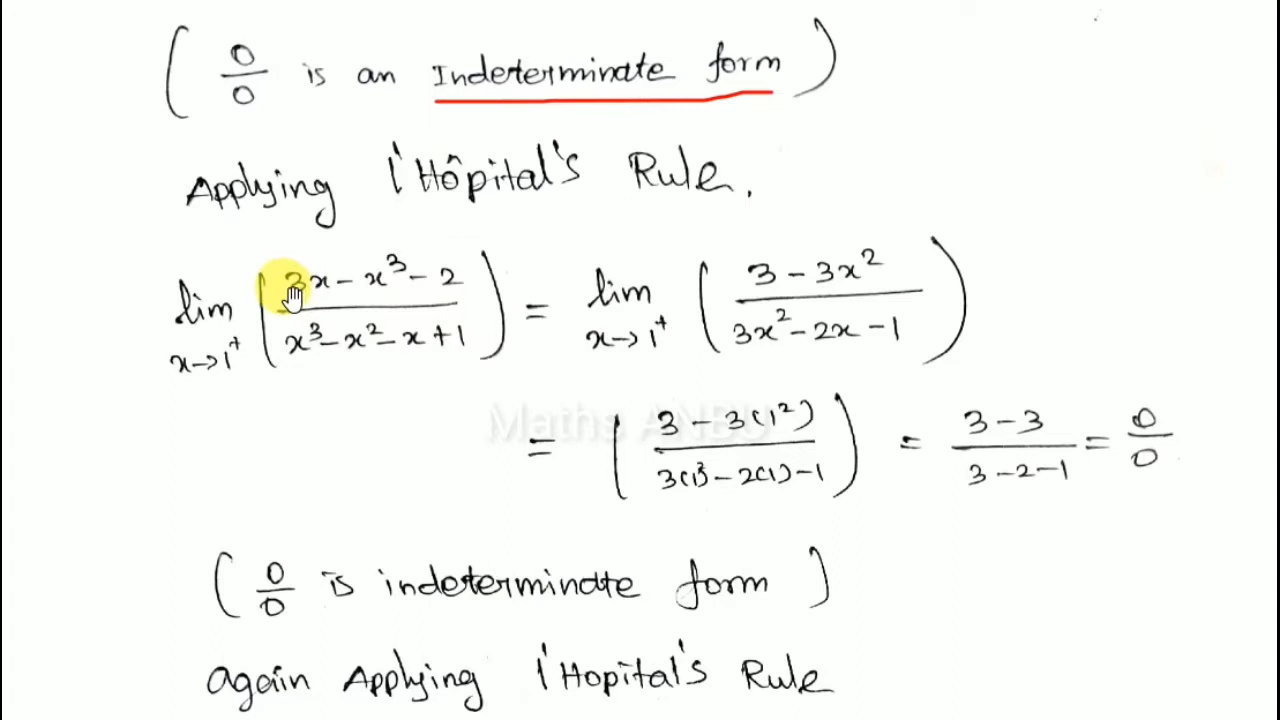 ( 0/0 is an Indeterminate form )
Applying l'Hôpital's Rule.
lim x→1⁺ ( (3x − x³ − 2) / (x³ − x² − x + 1) ) = lim x→1⁺ ( (3 − 3x²) / (3x² − 2x − 1) )
Maths ANBU
= ( (3 − 3(1²)) / (3(1)² − 2(1) − 1) ) = (3 − 3) / (3 − 2 − 1) = 0/0
( 0/0 is indeterminate form )
again Applying l'Hopital's Rule